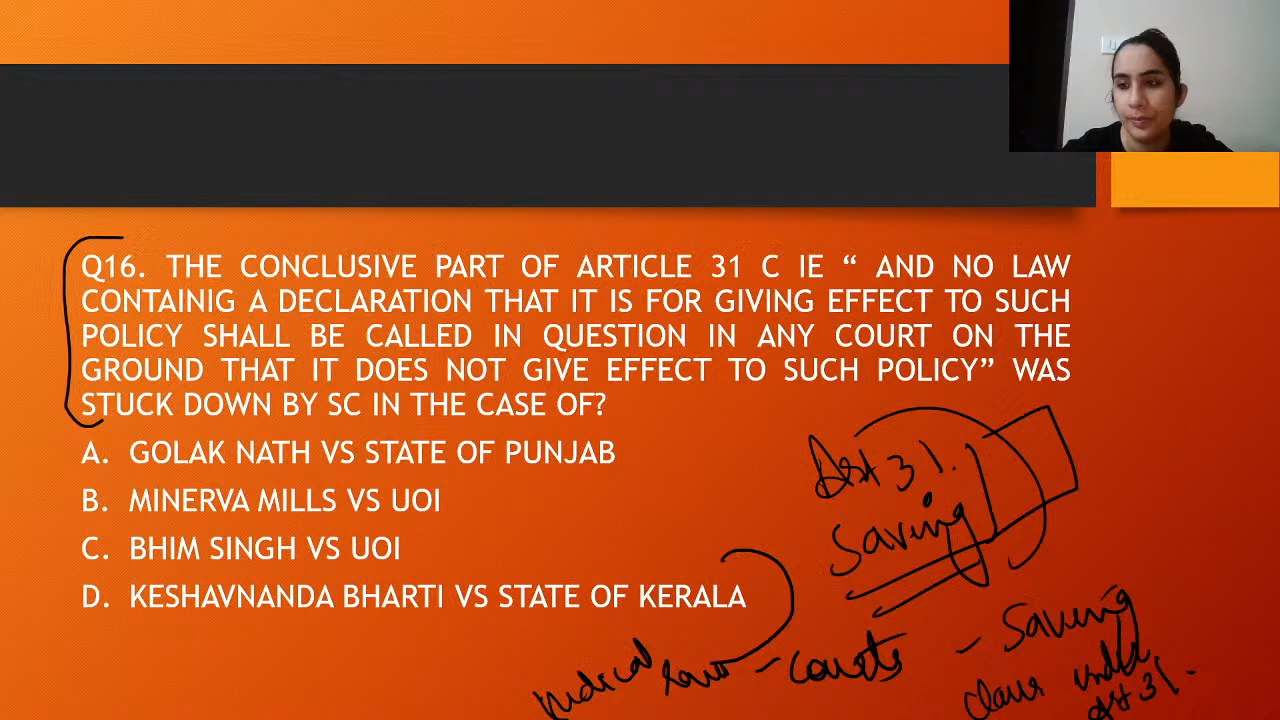 Q16. THE CONCLUSIVE PART OF ARTICLE 31 C IE “ AND NO LAW
CONTAINIG A DECLARATION THAT IT IS FOR GIVING EFFECT TO SUCH
POLICY SHALL BE CALLED IN QUESTION IN ANY COURT ON THE
GROUND THAT IT DOES NOT GIVE EFFECT TO SUCH POLICY” WAS
STUCK DOWN BY SC IN THE CASE OF?
A. GOLAK NATH VS STATE OF PUNJAB
B. MINERVA MILLS VS UOI
C. BHIM SINGH VS UOI
D. KESHAVNANDA BHARTI VS STATE OF KERALA
Art 31.
Saving
law - courts - Saving
clause under
Art 31.